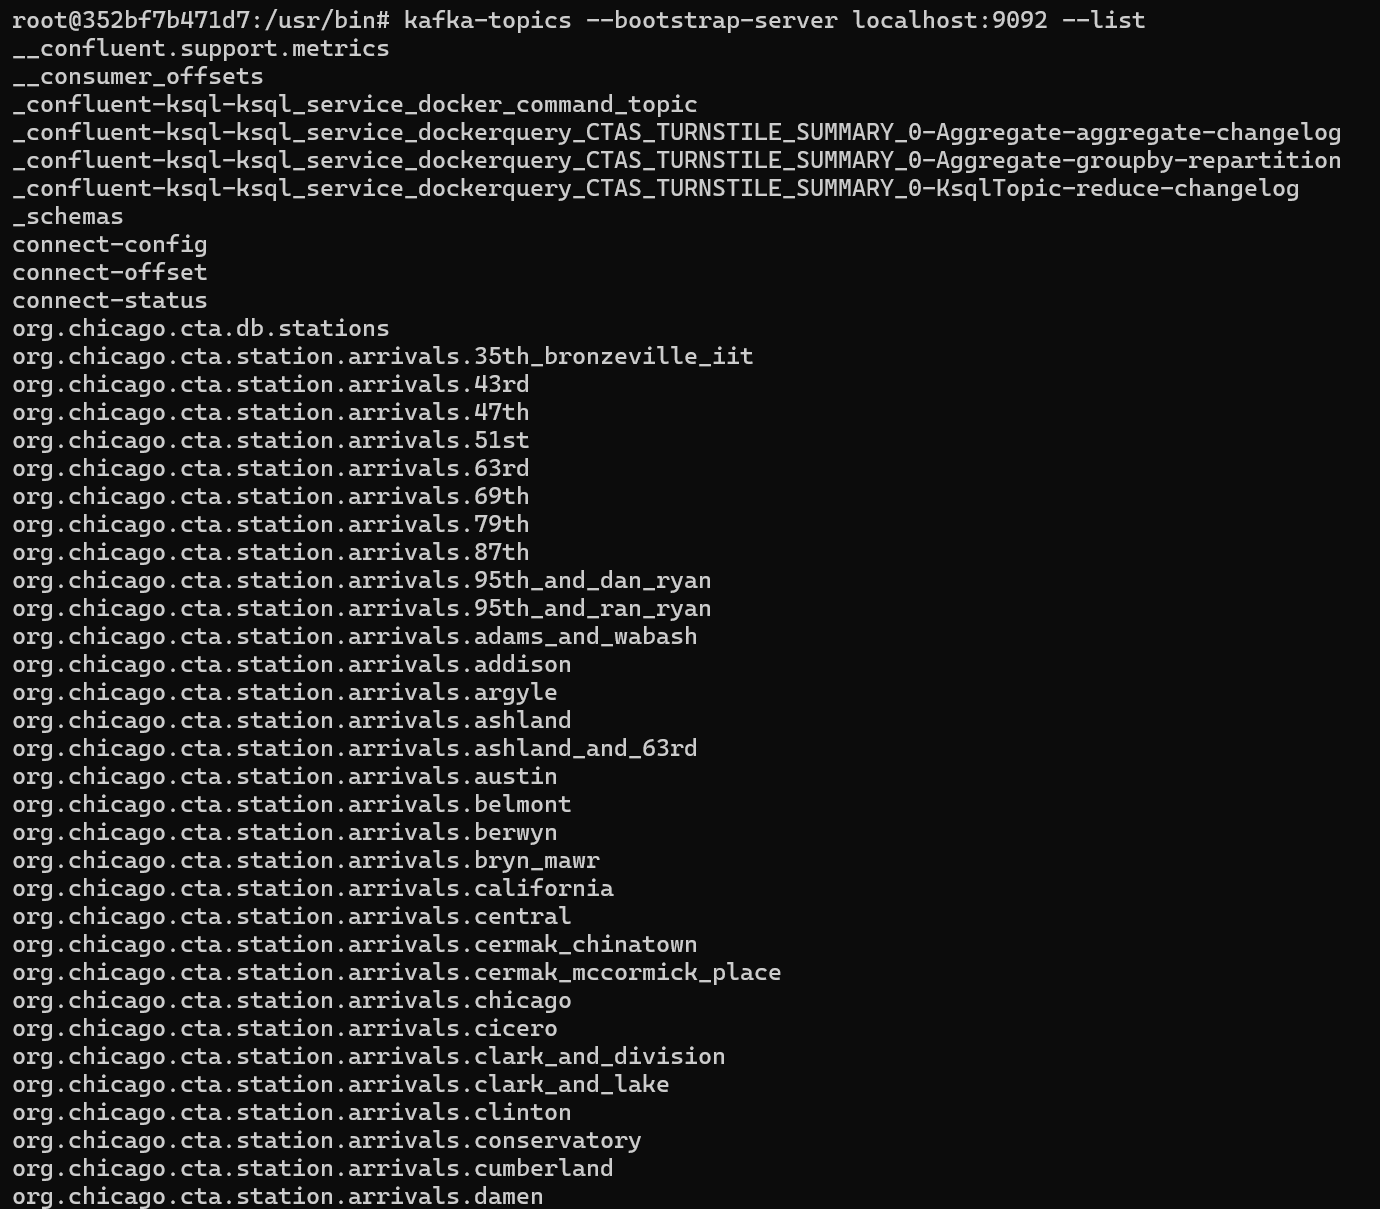 root@352bf7b471d7:/usr/bin# kafka-topics --bootstrap-server localhost:9092 --list
__confluent.support.metrics
__consumer_offsets
_confluent-ksql-ksql_service_docker_command_topic
_confluent-ksql-ksql_service_dockerquery_CTAS_TURNSTILE_SUMMARY_0-Aggregate-aggregate-changelog
_confluent-ksql-ksql_service_dockerquery_CTAS_TURNSTILE_SUMMARY_0-Aggregate-groupby-repartition
_confluent-ksql-ksql_service_dockerquery_CTAS_TURNSTILE_SUMMARY_0-KsqlTopic-reduce-changelog
_schemas
connect-config
connect-offset
connect-status
org.chicago.cta.db.stations
org.chicago.cta.station.arrivals.35th_bronzeville_iit
org.chicago.cta.station.arrivals.43rd
org.chicago.cta.station.arrivals.47th
org.chicago.cta.station.arrivals.51st
org.chicago.cta.station.arrivals.63rd
org.chicago.cta.station.arrivals.69th
org.chicago.cta.station.arrivals.79th
org.chicago.cta.station.arrivals.87th
org.chicago.cta.station.arrivals.95th_and_dan_ryan
org.chicago.cta.station.arrivals.95th_and_ran_ryan
org.chicago.cta.station.arrivals.adams_and_wabash
org.chicago.cta.station.arrivals.addison
org.chicago.cta.station.arrivals.argyle
org.chicago.cta.station.arrivals.ashland
org.chicago.cta.station.arrivals.ashland_and_63rd
org.chicago.cta.station.arrivals.austin
org.chicago.cta.station.arrivals.belmont
org.chicago.cta.station.arrivals.berwyn
org.chicago.cta.station.arrivals.bryn_mawr
org.chicago.cta.station.arrivals.california
org.chicago.cta.station.arrivals.central
org.chicago.cta.station.arrivals.cermak_chinatown
org.chicago.cta.station.arrivals.cermak_mccormick_place
org.chicago.cta.station.arrivals.chicago
org.chicago.cta.station.arrivals.cicero
org.chicago.cta.station.arrivals.clark_and_division
org.chicago.cta.station.arrivals.clark_and_lake
org.chicago.cta.station.arrivals.clinton
org.chicago.cta.station.arrivals.conservatory
org.chicago.cta.station.arrivals.cumberland
org.chicago.cta.station.arrivals.damen